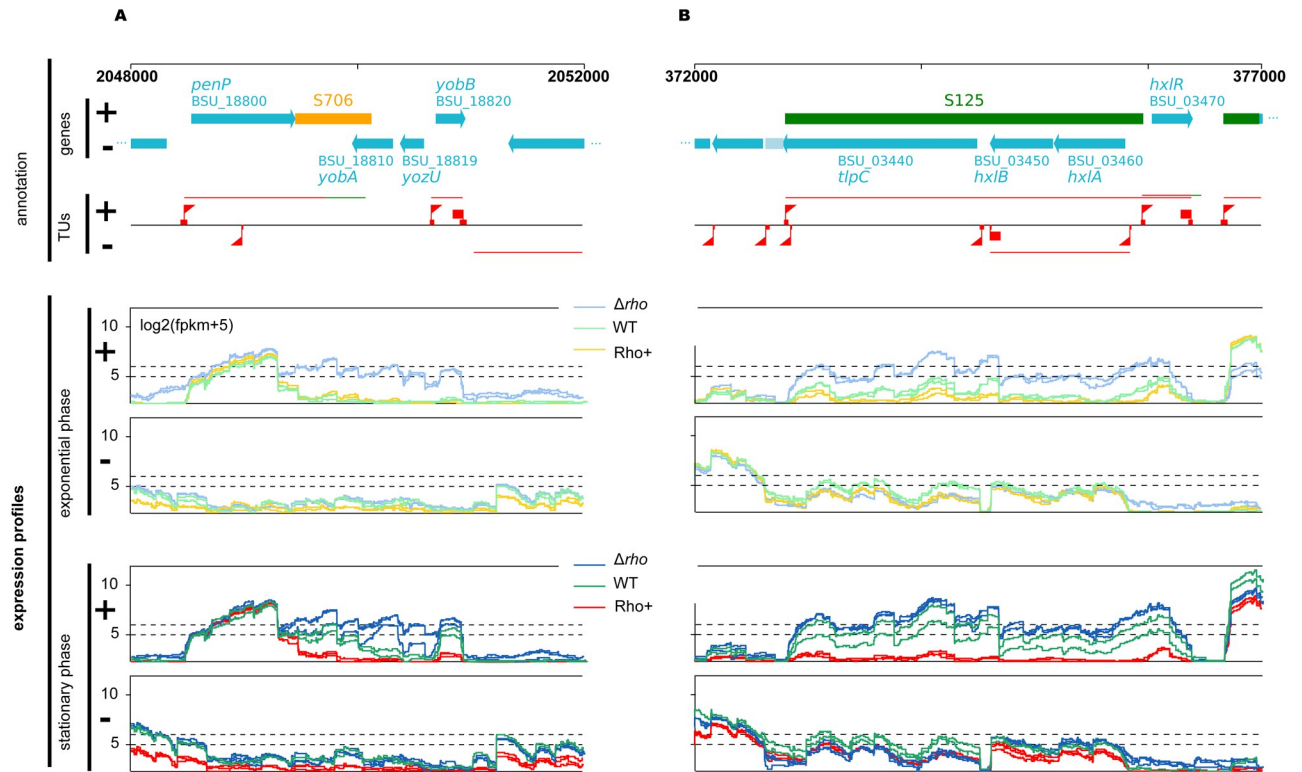 A
B
2048000
2052000
372000
377000
penP
yobB
hxlR
BSU_18800
S706
BSU_18820
S125
BSU_03470
+
genes
-
...
...
...
...
BSU_18810
BSU_18819
BSU_03440
BSU_03450
BSU_03460
yobA
yozU
tlpC
hxlB
hxlA
annotation
+
TUs
-
Δrho
10
log2(fpkm+5)
WT
+
Rho+
5
exponential phase
10
-
5
expression profiles
Δrho
10
WT
+
Rho+
5
stationary phase
10
-
5